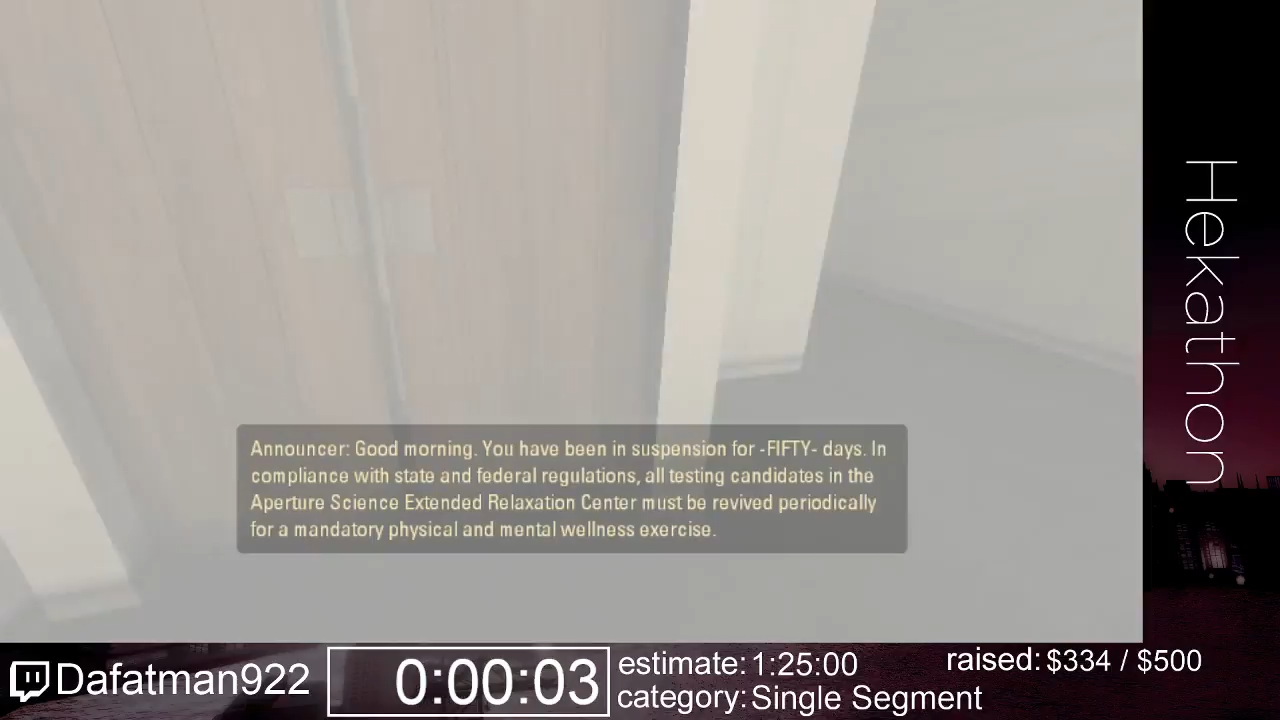 Announcer: Good morning. You have been in suspension for -FIFTY- days. In
compliance with state and federal regulations, all testing candidates in the
Aperture Science Extended Relaxation Center must be revived periodically
for a mandatory physical and mental wellness exercise.
Hekathon
Dafatman922
0:00:03
estimate: 1:25:00
category: Single Segment
raised: $334 / $500